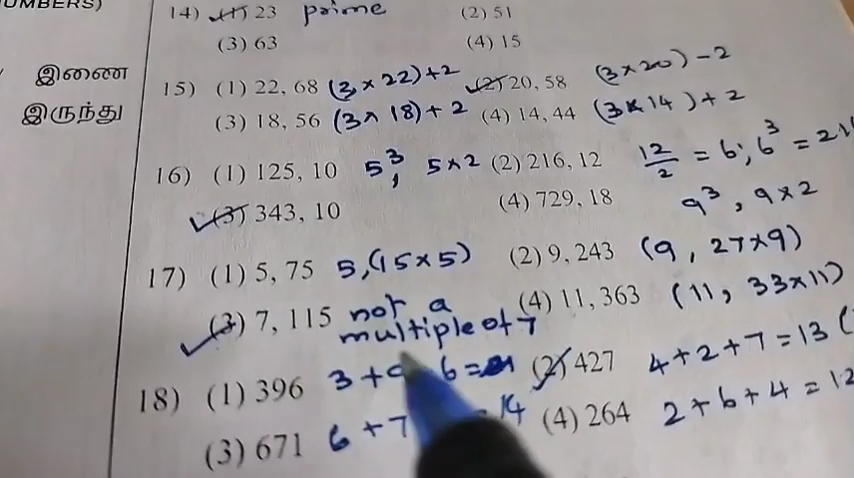 UMBERS)
இணை
இருந்து
14) (1) 23 prime (2) 51
(3) 63 (4) 15
15) (1) 22, 68 (3 × 22) + 2 (2) 20, 58 (3 × 20) - 2
(3) 18, 56 (3 × 18) + 2 (4) 14, 44 (3 × 14) + 2
16) (1) 125, 10 5³, 5×2 (2) 216, 12 12/2 = 6; 6³ =
(3) 343, 10 (4) 729, 18 9³, 9×2
17) (1) 5, 75 5, (15×5) (2) 9, 243 (9, 27×9)
(3) 7, 115 not a multiple of 7 (4) 11, 363 (11, 33×11)
18) (1) 396 3 + 6 = (2) 427 4 + 2 + 7 = 13 (
(3) 671 6 + 7 14 (4) 264 2 + 6 + 4 = 12